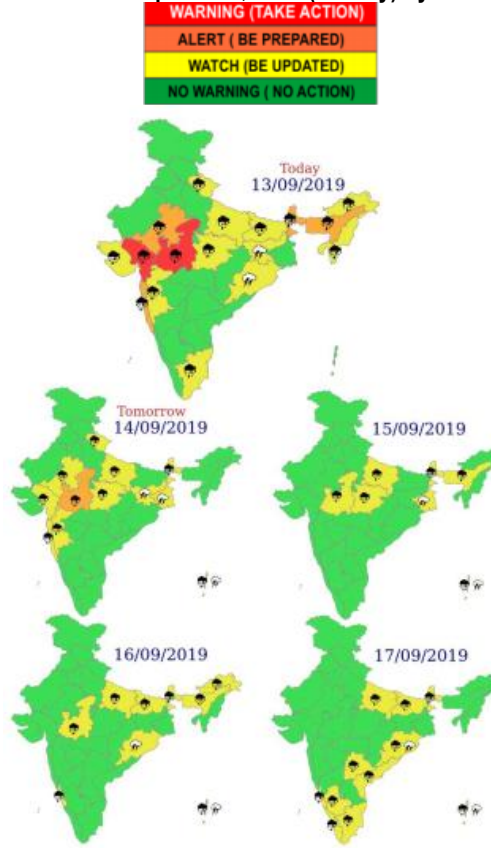 WARNING (TAKE ACTION)
ALERT ( BE PREPARED)
WATCH (BE UPDATED)
NO WARNING ( NO ACTION)
Today
13/09/2019
Tomorrow
14/09/2019
15/09/2019
16/09/2019
17/09/2019